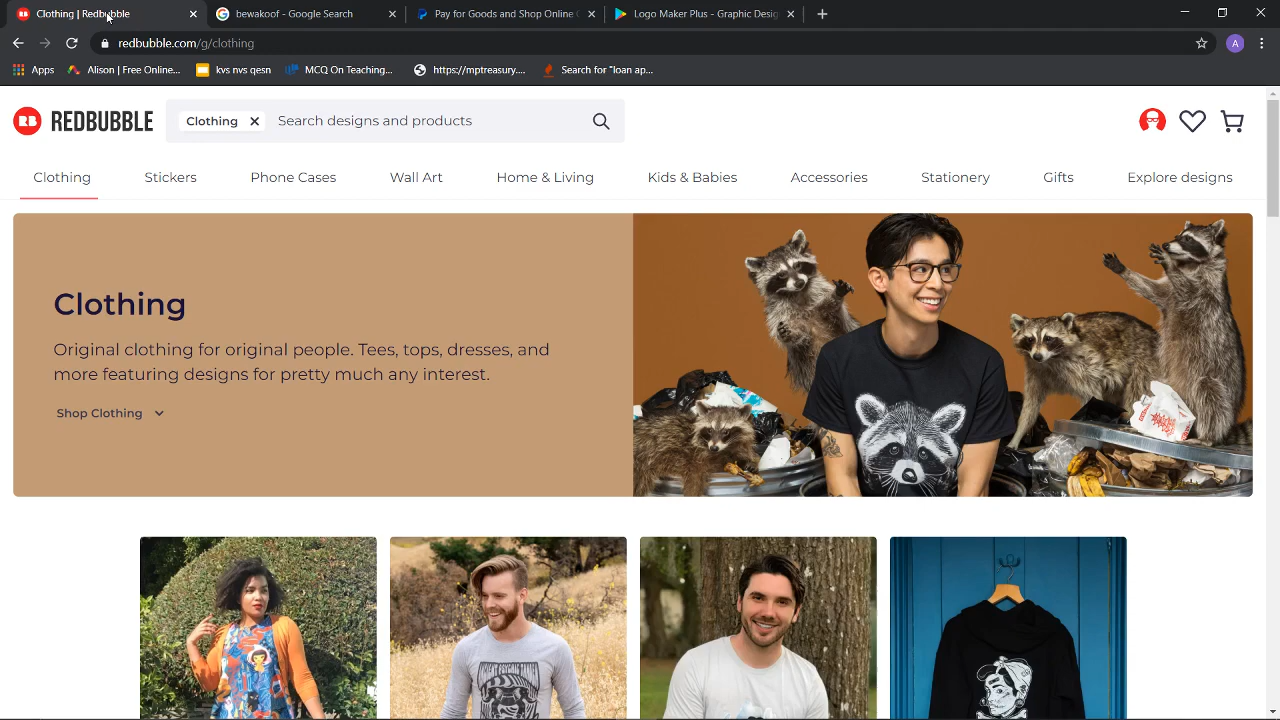 Clothing | Redbubble
bewakoof - Google Search
Pay for Goods and Shop Online
Logo Maker Plus - Graphic Desig
redbubble.com/g/clothing
A
Apps
Alison | Free Online...
kvs nvs qesn
MCQ On Teaching...
https://mptreasury....
Search for "loan ap...
RB
REDBUBBLE
Clothing
Search designs and products
Clothing
Stickers
Phone Cases
Wall Art
Home & Living
Kids & Babies
Accessories
Stationery
Gifts
Explore designs
Clothing
Original clothing for original people. Tees, tops, dresses, and
more featuring designs for pretty much any interest.
Shop Clothing